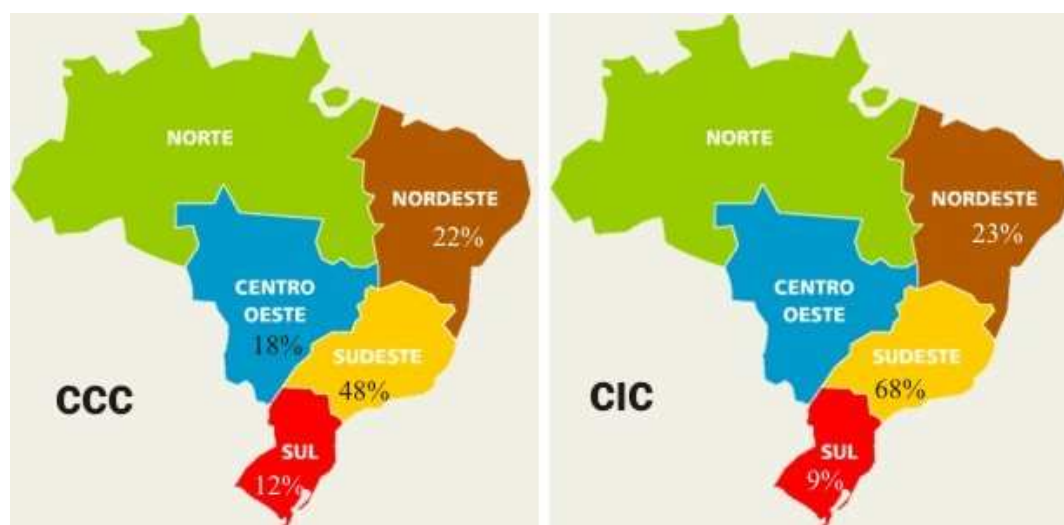 NORTE
NORDESTE
22%
CENTRO
OESTE
18%
SUDESTE
48%
CCC
SUL
12%
NORTE
NORDESTE
23%
CENTRO
OESTE
SUDESTE
68%
CIC
SUL
9%